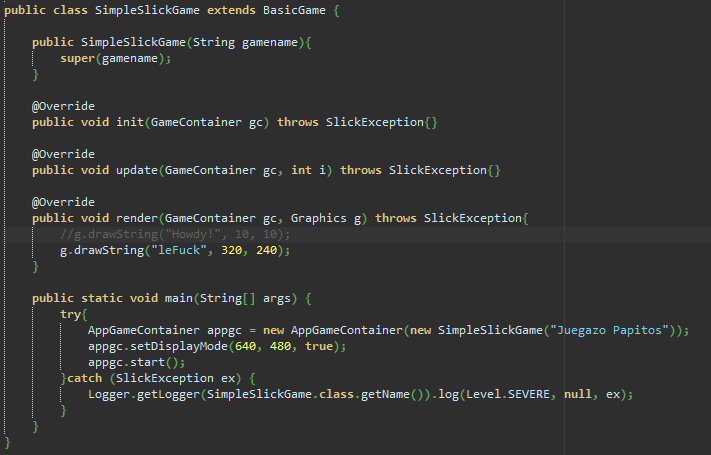 public class SimpleSlickGame extends BasicGame {
public SimpleSlickGame(String gamename){
super(gamename);
}
@Override
public void init(GameContainer gc) throws SlickException{}
@Override
public void update(GameContainer gc, int i) throws SlickException{}
@Override
public void render(GameContainer gc, Graphics g) throws SlickException{
//g.drawString("Howdy!", 10, 10);
g.drawString("leFuck", 320, 240);
}
public static void main(String[] args) {
try{
AppGameContainer appgc = new AppGameContainer(new SimpleSlickGame("Juegazo Papitos"));
appgc.setDisplayMode(640, 480, true);
appgc.start();
}catch (SlickException ex) {
Logger.getLogger(SimpleSlickGame.class.getName()).log(Level.SEVERE, null, ex);
}
}
}